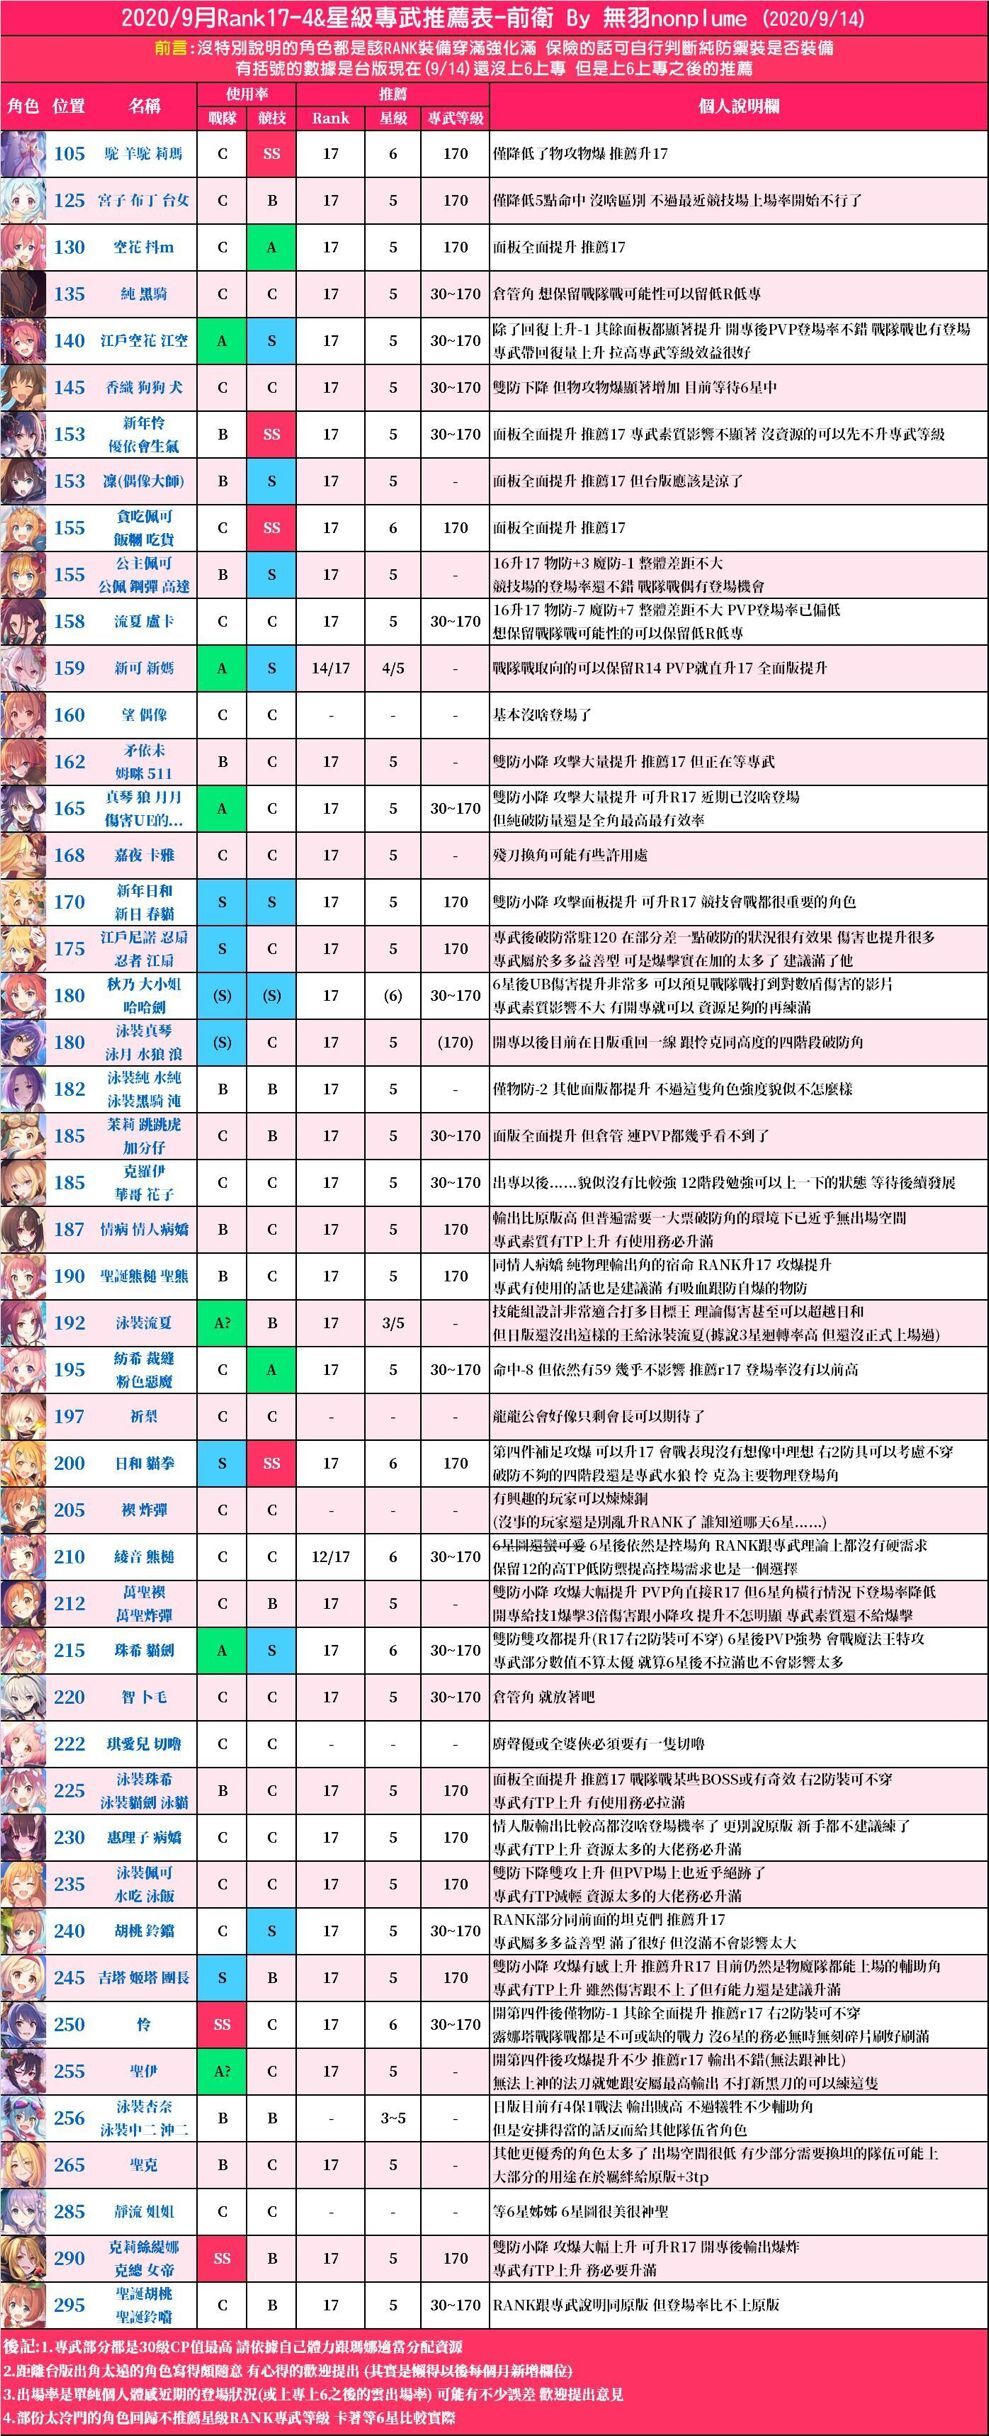 2020/9月Rank17-4&星級專武推薦表-前衛 By 無羽nonplume (2020/9/14)
前言:沒特別說明的角色都是該RANK裝備穿滿強化滿 保險的話可自行判斷純防禦裝是否裝備
有括號的數據是台版現在(9/14)還沒上6上專 但是上6上專之後的推薦
角色 位置 名稱 使用率 推薦 個人說明欄
戰隊 競技 Rank 星級 專武等級
105 駝 羊駝 莉瑪 C SS 17 6 170 僅降低了物攻物爆 推薦升17
125 宮子 布丁 台女 C B 17 5 170 僅降低5點命中 沒啥區別 不過最近競技場上場率開始不行了
130 空花 抖m C A 17 5 170 面板全面提升 推薦17
135 純 黑騎 C C 17 5 30~170 倉管角 想保留戰隊戰可能性可以留低R低專
140 江戶空花 江空 A S 17 5 30~170 除了回復上升-1 其餘面板都顯著提升 開專後PVP登場率不錯 戰隊戰也有登場
專武帶回復量上升 拉高專武等級效益很好
145 香織 狗狗 犬 C C 17 5 30~170 雙防下降 但物攻物爆顯著增加 目前等待6星中
153 新年怜
優依會生氣 B SS 17 5 30~170 面板全面提升 推薦17 專武素質影響不顯著 沒資源的可以先不升專武等級
153 凜(偶像大師) B S 17 5 - 面板全面提升 推薦17 但台版應該是涼了
155 貪吃佩可
飯糰 吃貨 C SS 17 6 170 面板全面提升 推薦17
155 公主佩可
公佩 鋼彈 高達 B S 17 5 - 16升17 物防+3 魔防-1 整體差距不大
競技場的登場率還不錯 戰隊戰偶有登場機會
158 流夏 盧卡 C C 17 5 30~170 16升17 物防-7 魔防+7 整體差距不大 PVP登場率已偏低
想保留戰隊戰可能性的可以保留低R低專
159 新可 新媽 A S 14/17 4/5 - 戰隊戰取向的可以保留R14 PVP就直升17 全面版提升
160 望 偶像 C C - - - 基本沒啥登場了
162 矛依未
姆咪 511 B C 17 5 - 雙防小降 攻擊大量提升 推薦17 但正在等專武
165 真琴 狼 月月
傷害UE的... A C 17 5 30~170 雙防小降 攻擊大量提升 可升R17 近期已沒啥登場
但純破防量還是全角最高最有效率
168 嘉夜 卡雅 C C 17 5 - 殘刀換角可能有些許用處
170 新年日和
新日 春貓 S S 17 5 170 雙防小降 攻擊面板提升 可升R17 競技會戰都很重要的角色
175 江戶尼諾 忍扇
忍者 江扇 S C 17 5 170 專武後破防常駐120 在部分差一點破防的狀況很有效果 傷害也提升很多
專武屬於多多益善型 可是爆擊實在加的太多了 建議滿了他
180 秋乃 大小姐
哈哈劍 (S) (S) 17 (6) 30~170 6星後UB傷害提升非常多 可以預見戰隊戰打到對數盾傷害的影片
專武素質影響不大 有開專就可以 資源足夠的再練滿
180 泳裝真琴
泳月 水狼 浪 (S) C 17 5 (170) 開專以後目前在日版重回一線 跟怜克同高度的四階段破防角
182 泳裝純 水純
泳裝黑騎 沌 B B 17 5 - 僅物防-2 其他面版都提升 不過這隻角色強度貌似不怎麼樣
185 茉莉 跳跳虎
加分仔 C B 17 5 30~170 面版全面提升 但倉管 連PVP都幾乎看不到了
185 克羅伊
華哥 花子 C C 17 5 30~170 出專以後......貌似沒有比較強 12階段勉強可以上一下的狀態 等待後續發展
187 情病 情人病嬌 B C 17 5 170 輸出比原版高 但普遍需要一大票破防角的環境下已近乎無出場空間
專武素質有TP上升 有使用務必升滿
190 聖誕熊槌 聖熊 B C 17 5 170 同情人病嬌 純物理輸出角的宿命 RANK升17 攻爆提升
專武有使用的話也是建議滿 有吸血跟防自爆的物防
192 泳裝流夏 A? B 17 3/5 - 技能組設計非常適合打多目標王 理論傷害甚至可以超越日和
但日版還沒出這樣的王給泳裝流夏(據說3星迴轉率高 但還沒正式上場過)
195 紡希 裁縫
粉色惡魔 C A 17 5 30~170 命中-8 但依然有59 幾乎不影響 推薦r17 登場率沒有以前高
197 祈梨 C C - - - 龍龍公會好像只剩會長可以期待了
200 日和 貓拳 S SS 17 6 170 第四件補足攻爆 可以升17 會戰表現沒有想像中理想 右2防具可以考慮不穿
破防不夠的四階段還是專武水狼 怜 克為主要物理登場角
205 禊 炸彈 C C - - - 有興趣的玩家可以煉煉銅
(沒事的玩家還是別亂升RANK了 誰知道哪天6星......)
210 綾音 熊槌 C C 12/17 6 30~170 6星圖還蠻可愛 6星後依然是控場角 RANK跟專武理論上都沒有硬需求
保留12的高TP低防禦提高控場需求也是一個選擇
212 萬聖禊
萬聖炸彈 C B 17 5 - 雙防小降 攻爆大幅提升 PVP角直接R17 但6星角橫行情況下登場率降低
開專給技1爆擊3倍傷害跟小降攻 提升不怎明顯 專武素質還不給爆擊
215 珠希 貓劍 A S 17 6 30~170 雙防雙攻都提升(R17右2防裝可不穿) 6星後PVP強勢 會戰魔法王特攻
專武部分數值不算太優 就算6星後不拉滿也不會影響太多
220 智 卜毛 C C 17 5 30~170 倉管角 就放著吧
222 琪愛兒 切嚕 C C - - - 廚聲優或全婆俠必須要有一隻切嚕
225 泳裝珠希
泳裝貓劍 泳貓 B C 17 5 170 面板全面提升 推薦17 戰隊戰某些BOSS或有奇效 右2防裝可不穿
專武有TP上升 有使用務必拉滿
230 惠理子 病嬌 C C 17 5 170 情人版輸出比較高都沒啥登場機率了 更別說原版 新手都不建議練了
專武有TP上升 資源太多的大佬務必升滿
235 泳裝佩可
水吃 泳飯 C C 17 5 170 雙防下降雙攻上升 但PVP場上也近乎絕跡了
專武有TP減輕 資源太多的大佬務必升滿
240 胡桃 鈴鐺 C S 17 5 30~170 RANK部分同前面的坦克們 推薦升17
專武屬多多益善型 滿了很好 但沒滿不會影響太大
245 吉塔 姬塔 團長 S B 17 5 170 雙防小降 攻爆有感上升 推薦升R17 目前仍然是物魔隊都能上場的輔助角
專武有TP上升 雖然傷害跟不上了但有能力還是建議升滿
250 怜 SS C 17 6 30~170 開第四件後僅物防-1 其餘全面提升 推薦r17 右2防裝可不穿
露娜塔戰隊戰都是不可或缺的戰力 沒6星的務必無時無刻碎片刷好刷滿
255 聖伊 A? C 17 5 - 開第四件後攻爆提升不少 推薦r17 輸出不錯(無法跟神比)
無法上神的法刀就她跟安屬最高輸出 不打新黑刀的可以練這隻
256 泳裝杏奈
泳裝中二 沖二 B B - 3~5 - 日版目前有4保1戰法 輸出賊高 不過犧牲不少輔助角
但是安排得當的話反而給其他隊伍省角色
265 聖克 B C 17 5 - 其他更優秀的角色太多了 出場空間很低 有少部分需要換坦的隊伍可能上
大部分的用途在於羈絆給原版+3tp
285 靜流 姐姐 C C - - - 等6星姊姊 6星圖很美很神聖
290 克莉絲緹娜
克總 女帝 SS B 17 5 170 雙防小降 攻爆大幅上升 可升R17 開專後輸出爆炸
專武有TP上升 務必要升滿
295 聖誕胡桃
聖誕鈴噹 C B 17 5 30~170 RANK跟專武說明同原版 但登場率比不上原版
後記:1.專武部分都是30級CP值最高 請依據自己體力跟瑪娜適當分配資源
2.距離台版出角太遠的角色寫得頗隨意 有心得的歡迎提出 (其實是懶得以後每個月新增欄位)
3.出場率是單純個人體感近期的登場狀況(或上專上6之後的雲出場率) 可能有不少誤差 歡迎提出意見
4.部份太冷門的角色回歸不推薦星級RANK專武等級 卡著等6星比較實際